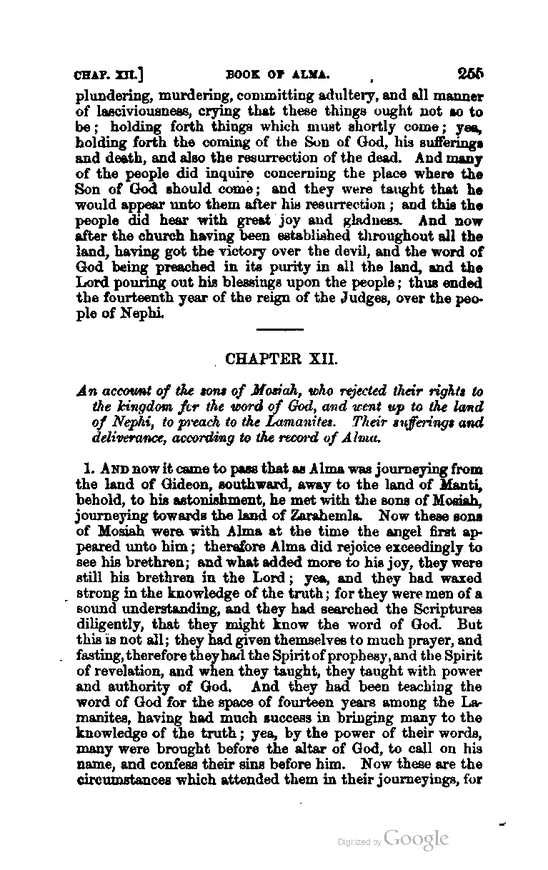 CHAP. XII.] BOOK OF ALMA. 255
plundering, murdering, committing adultery, and all manner
of lasciviousness, crying that these things ought not so to
be; holding forth things which must shortly come; yea,
holding forth the coming of the Son of God, his sufferings
and death, and also the resurrection of the dead. And many
of the people did inquire concerning the place where the
Son of God should come; and they were taught that he
would appear unto them after his resurrection; and this the
people did hear with great joy and gladness. And now
after the church having been established throughout all the
land, having got the victory over the devil, and the word of
God being preached in its purity in all the land, and the
Lord pouring out his blessings upon the people; thus ended
the fourteenth year of the reign of the Judges, over the peo-
ple of Nephi.
CHAPTER XII.
An account of the sons of Mosiah, who rejected their rights to
the kingdom for the word of God, and went up to the land
of Nephi, to preach to the Lamanites. Their sufferings and
deliverance, according to the record of Alma.
1. AND now it came to pass that as Alma was journeying from
the land of Gideon, southward, away to the land of Manti,
behold, to his astonishment, he met with the sons of Mosiah,
journeying towards the land of Zarahemla. Now these sons
of Mosiah were with Alma at the time the angel first ap-
peared unto him; therefore Alma did rejoice exceedingly to
see his brethren; and what added more to his joy, they were
still his brethren in the Lord; yea, and they had waxed
strong in the knowledge of the truth; for they were men of a
sound understanding, and they had searched the Scriptures
diligently, that they might know the word of God. But
this is not all; they had given themselves to much prayer, and
fasting, therefore they had the Spirit of prophesy, and the Spirit
of revelation, and when they taught, they taught with power
and authority of God. And they had been teaching the
word of God for the space of fourteen years among the La-
manites, having had much success in bringing many to the
knowledge of the truth; yea, by the power of their words,
many were brought before the altar of God, to call on his
name, and confess their sins before him. Now these are the
circumstances which attended them in their journeyings, for
Digitized by Google